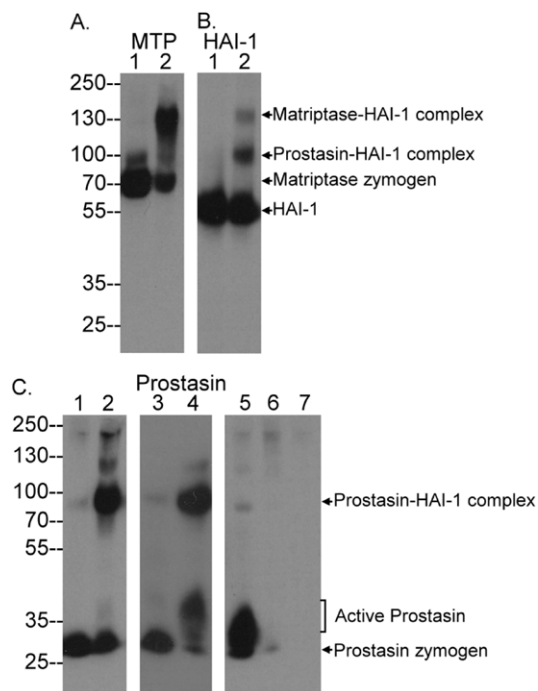 A.
MTP
1 2
B.
HAI-1
1 2
250--
130--
100--
70--
55--
35--
25--
Matriptase-HAI-1 complex
Prostasin-HAI-1 complex
Matriptase zymogen
HAI-1
C.
Prostasin
1 2 3 4 5 6 7
250--
130--
100--
70--
55--
35--
25--
Prostasin-HAI-1 complex
Active Prostasin
Prostasin zymogen